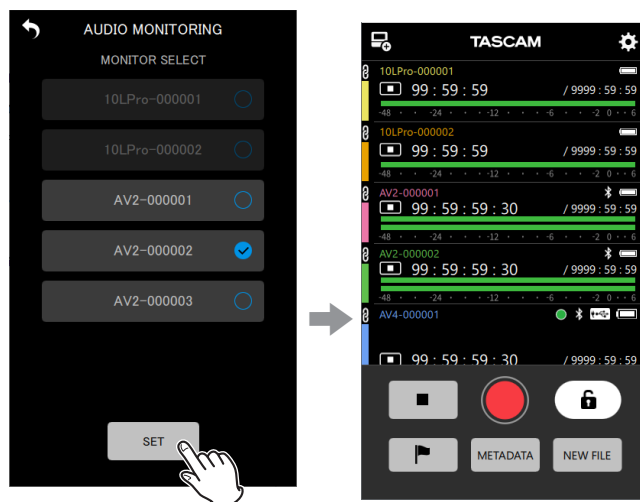 AUDIO MONITORING
MONITOR SELECT
10LPro-000001
10LPro-000002
AV2-000001
AV2-000002
AV2-000003
SET
TASCAM
10LPro-000001
99 : 59 : 59 / 9999 : 59 : 59
-48 -24 -12 -6 -2 0 6
10LPro-000002
99 : 59 : 59 / 9999 : 59 : 59
-48 -24 -12 -6 -2 0 6
AV2-000001
99 : 59 : 59 : 30 / 9999 : 59 : 59
-48 -24 -12 -6 -2 0 6
AV2-000002
99 : 59 : 59 : 30 / 9999 : 59 : 59
-48 -24 -12 -6 -2 0 6
AV4-000001
99 : 59 : 59 : 30 / 9999 : 59 : 59
METADATA
NEW FILE